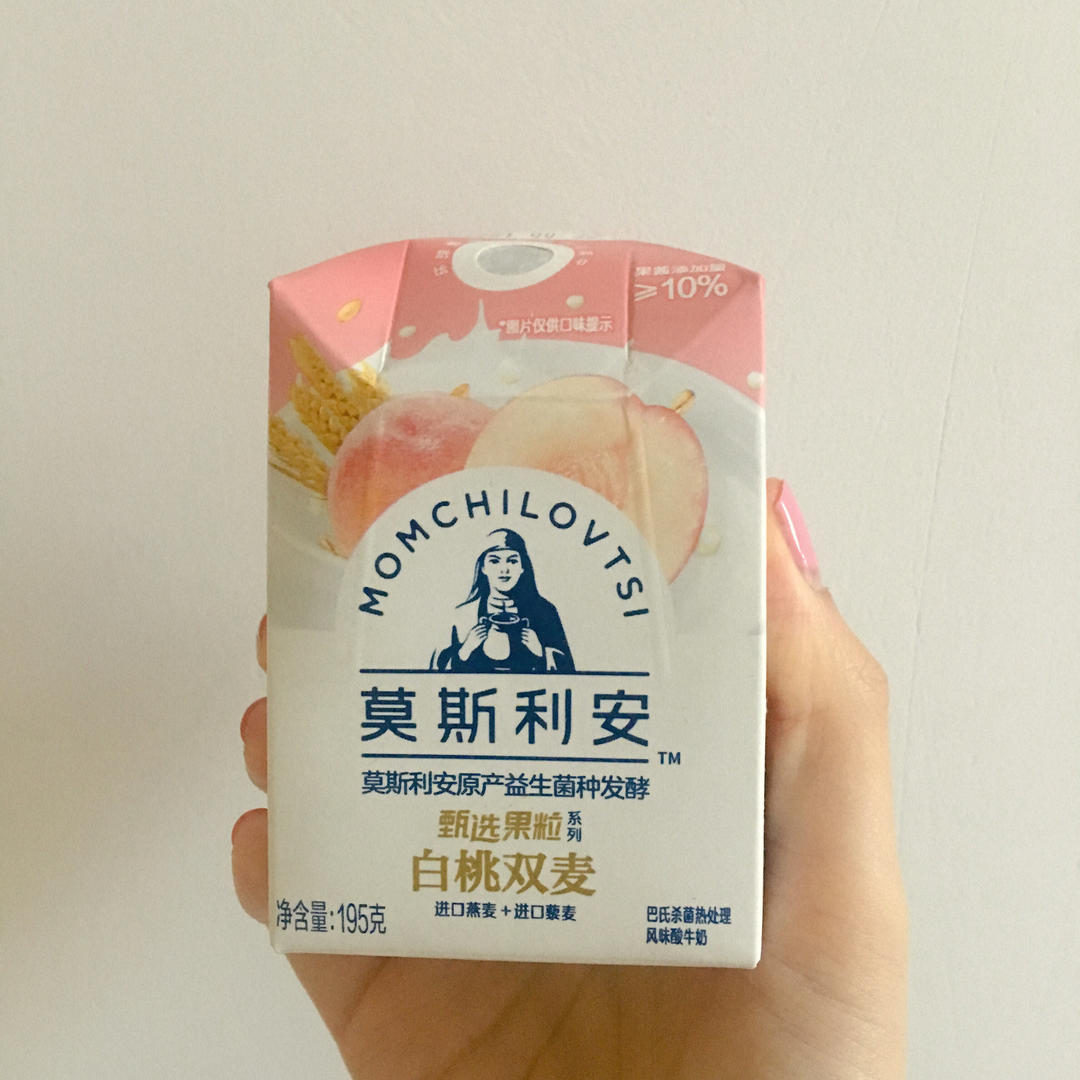 果酱添加量
≥10%
*图片仅供口味提示
MOMCHILOVTSI
莫斯利安
TM
莫斯利安原产益生菌种发酵
甄选果粒系列
白桃双麦
进口燕麦+进口藜麦
净含量:195克
巴氏杀菌热处理
风味酸牛奶